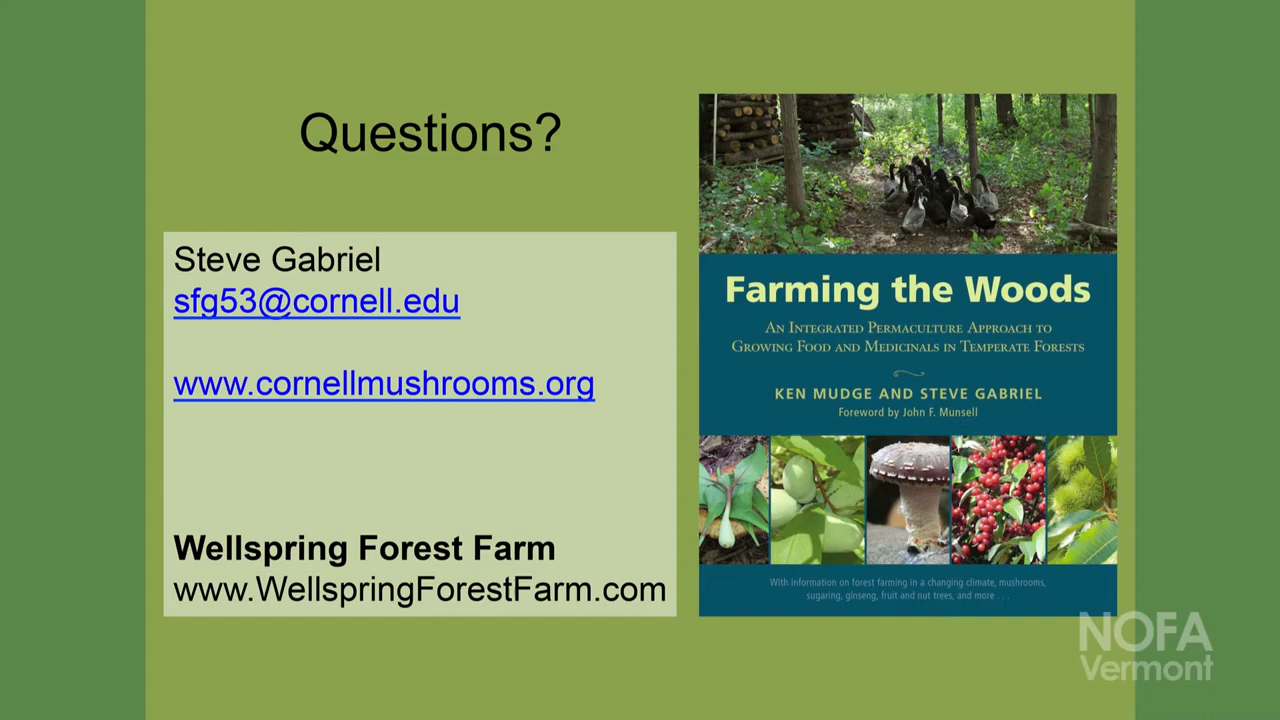 Questions?
Steve Gabriel
sfg53@cornell.edu
www.cornellmushrooms.org
Wellspring Forest Farm
www.WellspringForestFarm.com
Farming the Woods
An Integrated Permaculture Approach to
Growing Food and Medicinals in Temperate Forests
KEN MUDGE AND STEVE GABRIEL
Foreword by John F. Munsell
With information on forest farming in a changing climate, mushrooms,
sugaring, ginseng, fruit and nut trees, and more . . .
NOFA
Vermont